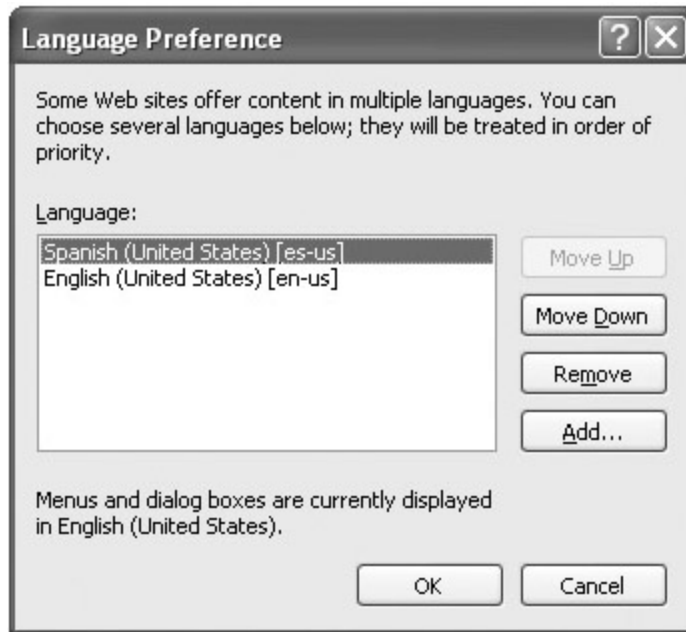 Language Preference
Some Web sites offer content in multiple languages. You can
choose several languages below; they will be treated in order of
priority.
Language:
Spanish (United States) [es-us]
English (United States) [en-us]
Move Up
Move Down
Remove
Add...
Menus and dialog boxes are currently displayed
in English (United States).
OK
Cancel